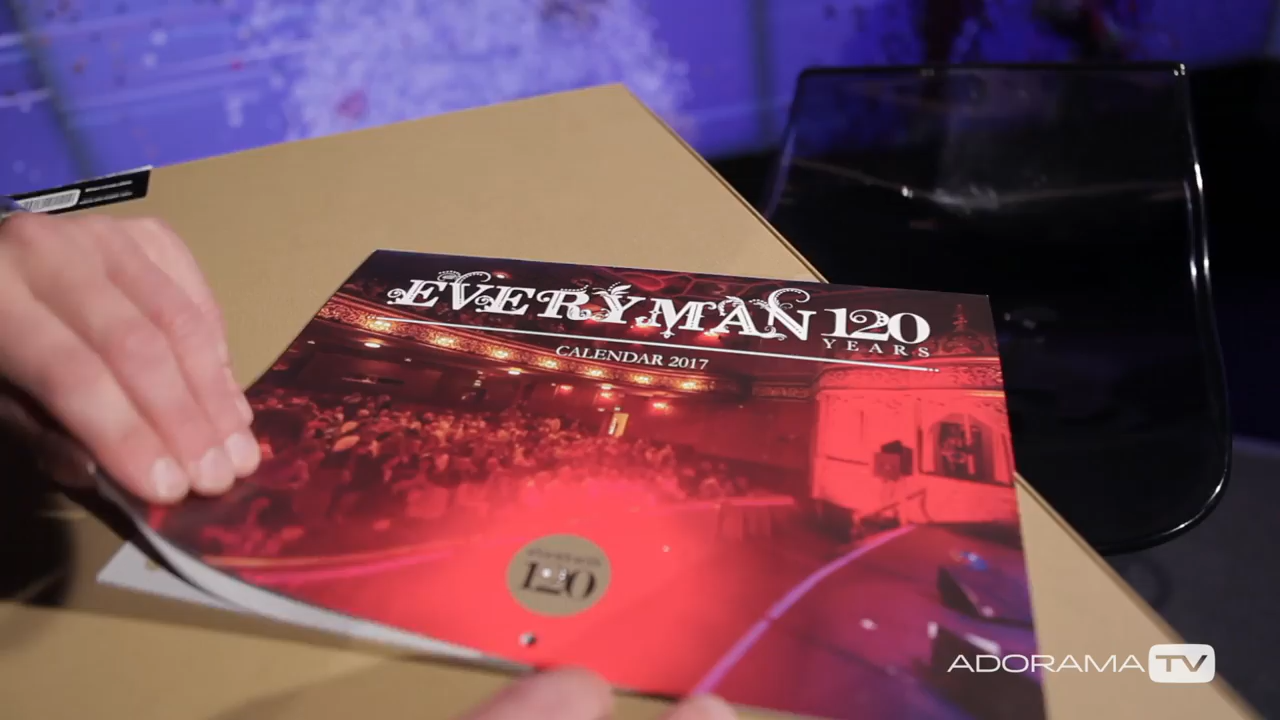 EVERYMAN 120
YEARS
CALENDAR 2017
120
ADORAMA TV